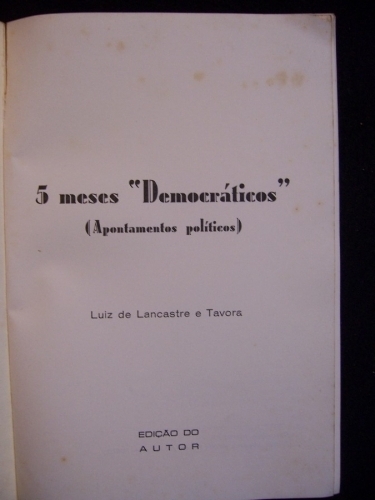 5 meses "Democráticos"
(Apontamentos políticos)
Luiz de Lancastre e Tavora
EDIÇÃO DO
AUTOR